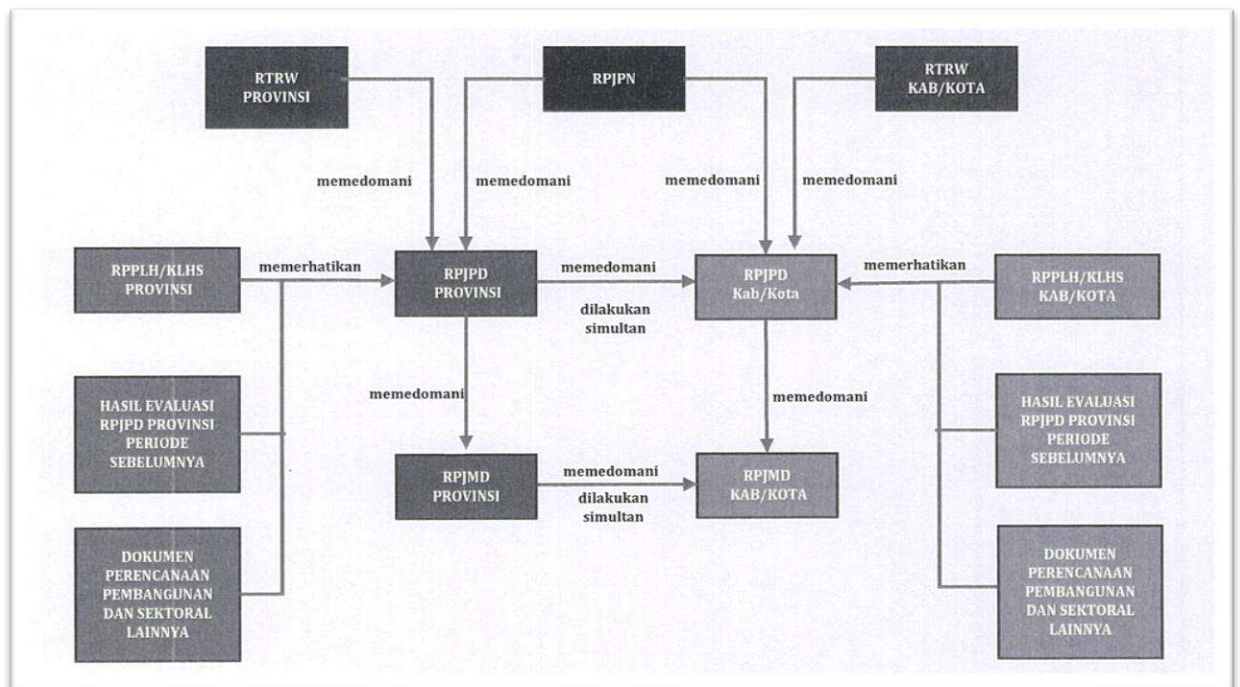 RTRW
PROVINSI
RPJPN
RTRW
KAB/KOTA
memedomani
memedomani
memedomani
memedomani
RPPLH/KLHS
PROVINSI
memerhatikan
RPJPD
PROVINSI
memedomani
dilakukan
simultan
RPJPD
Kab/Kota
memerhatikan
RPPLH/KLHS
KAB/KOTA
HASIL EVALUASI
RPJPD PROVINSI
PERIODE
SEBELUMNYA
memedomani
memedomani
HASIL EVALUASI
RPJPD PROVINSI
PERIODE
SEBELUMNYA
RPJMD
PROVINSI
memedomani
dilakukan
simultan
RPJMD
KAB/KOTA
DOKUMEN
PERENCANAAN
PEMBANGUNAN
DAN SEKTORAL
LAINNYA
DOKUMEN
PERENCANAAN
PEMBANGUNAN
DAN SEKTORAL
LAINNYA